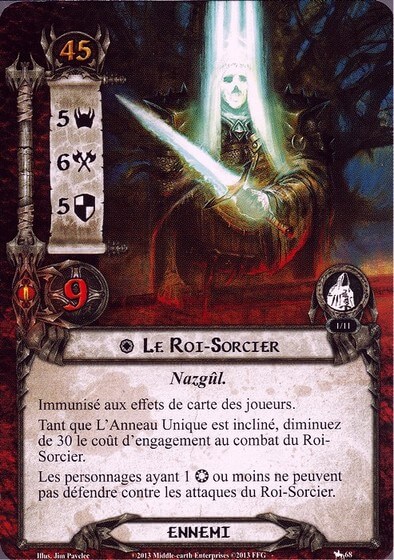 45
5
6
5
9
1/11
Le Roi-Sorcier
Nazgûl.
Immunisé aux effets de carte des joueurs.
Tant que L'Anneau Unique est incliné, diminuez
de 30 le coût d'engagement au combat du Roi-
Sorcier.
Les personnages ayant 1 ou moins ne peuvent
pas défendre contre les attaques du Roi-Sorcier.
ENNEMI
Illus. Jim Pavelec ©2013 Middle-earth Enterprises ©2013 FFG 68